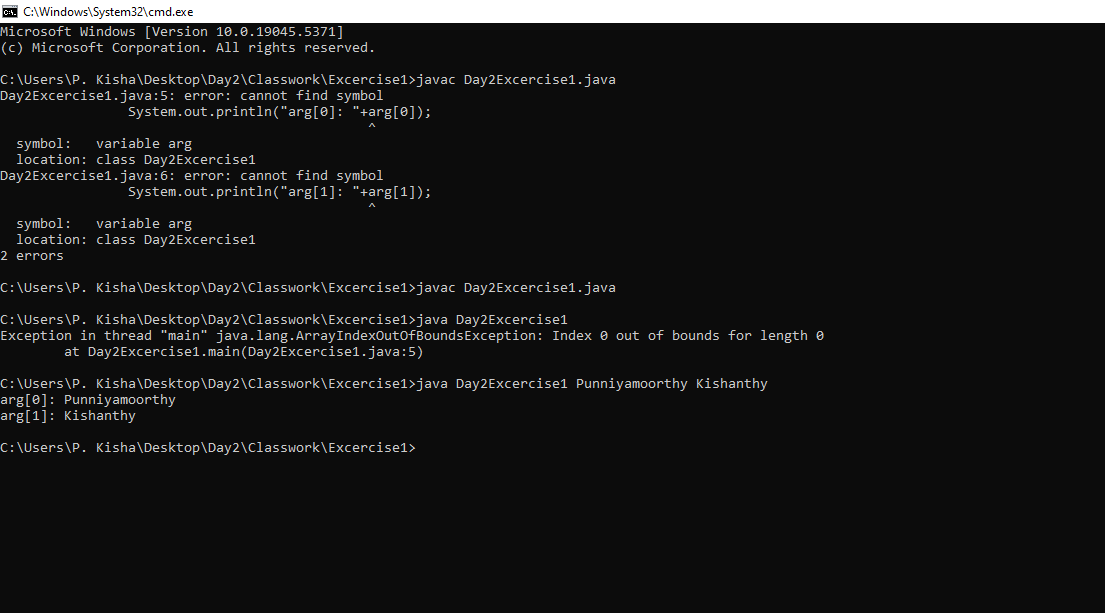 C:\Windows\System32\cmd.exe
Microsoft Windows [Version 10.0.19045.5371]
(c) Microsoft Corporation. All rights reserved.
C:\Users\P. Kisha\Desktop\Day2\Classwork\Excercise1>javac Day2Excercise1.java
Day2Excercise1.java:5: error: cannot find symbol
                System.out.println("arg[0]: "+arg[0]);
                                              ^
  symbol:   variable arg
  location: class Day2Excercise1
Day2Excercise1.java:6: error: cannot find symbol
                System.out.println("arg[1]: "+arg[1]);
                                              ^
  symbol:   variable arg
  location: class Day2Excercise1
2 errors
C:\Users\P. Kisha\Desktop\Day2\Classwork\Excercise1>javac Day2Excercise1.java
C:\Users\P. Kisha\Desktop\Day2\Classwork\Excercise1>java Day2Excercise1
Exception in thread "main" java.lang.ArrayIndexOutOfBoundsException: Index 0 out of bounds for length 0
        at Day2Excercise1.main(Day2Excercise1.java:5)
C:\Users\P. Kisha\Desktop\Day2\Classwork\Excercise1>java Day2Excercise1 Punniyamoorthy Kishanthy
arg[0]: Punniyamoorthy
arg[1]: Kishanthy
C:\Users\P. Kisha\Desktop\Day2\Classwork\Excercise1>